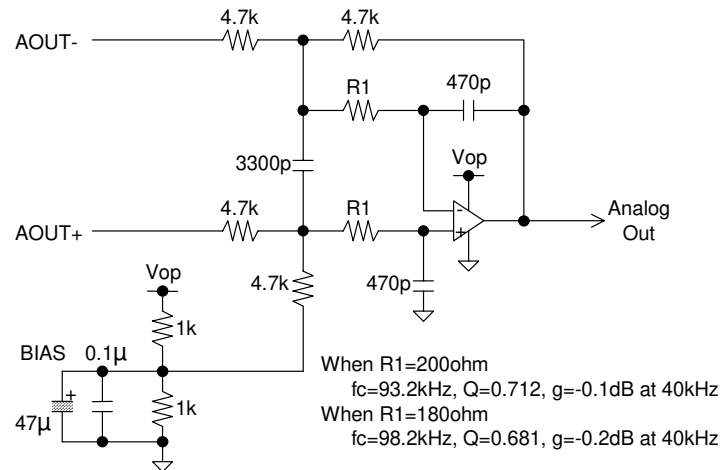 4.7k
4.7k
AOUT-
R1
470p
Vop
3300p
4.7k
R1
-
+
Analog
Out
AOUT+
Vop
4.7k
470p
1k
BIAS
0.1µ
+
47µ
1k
When R1=200ohm
fc=93.2kHz, Q=0.712, g=-0.1dB at 40kHz
When R1=180ohm
fc=98.2kHz, Q=0.681, g=-0.2dB at 40kHz